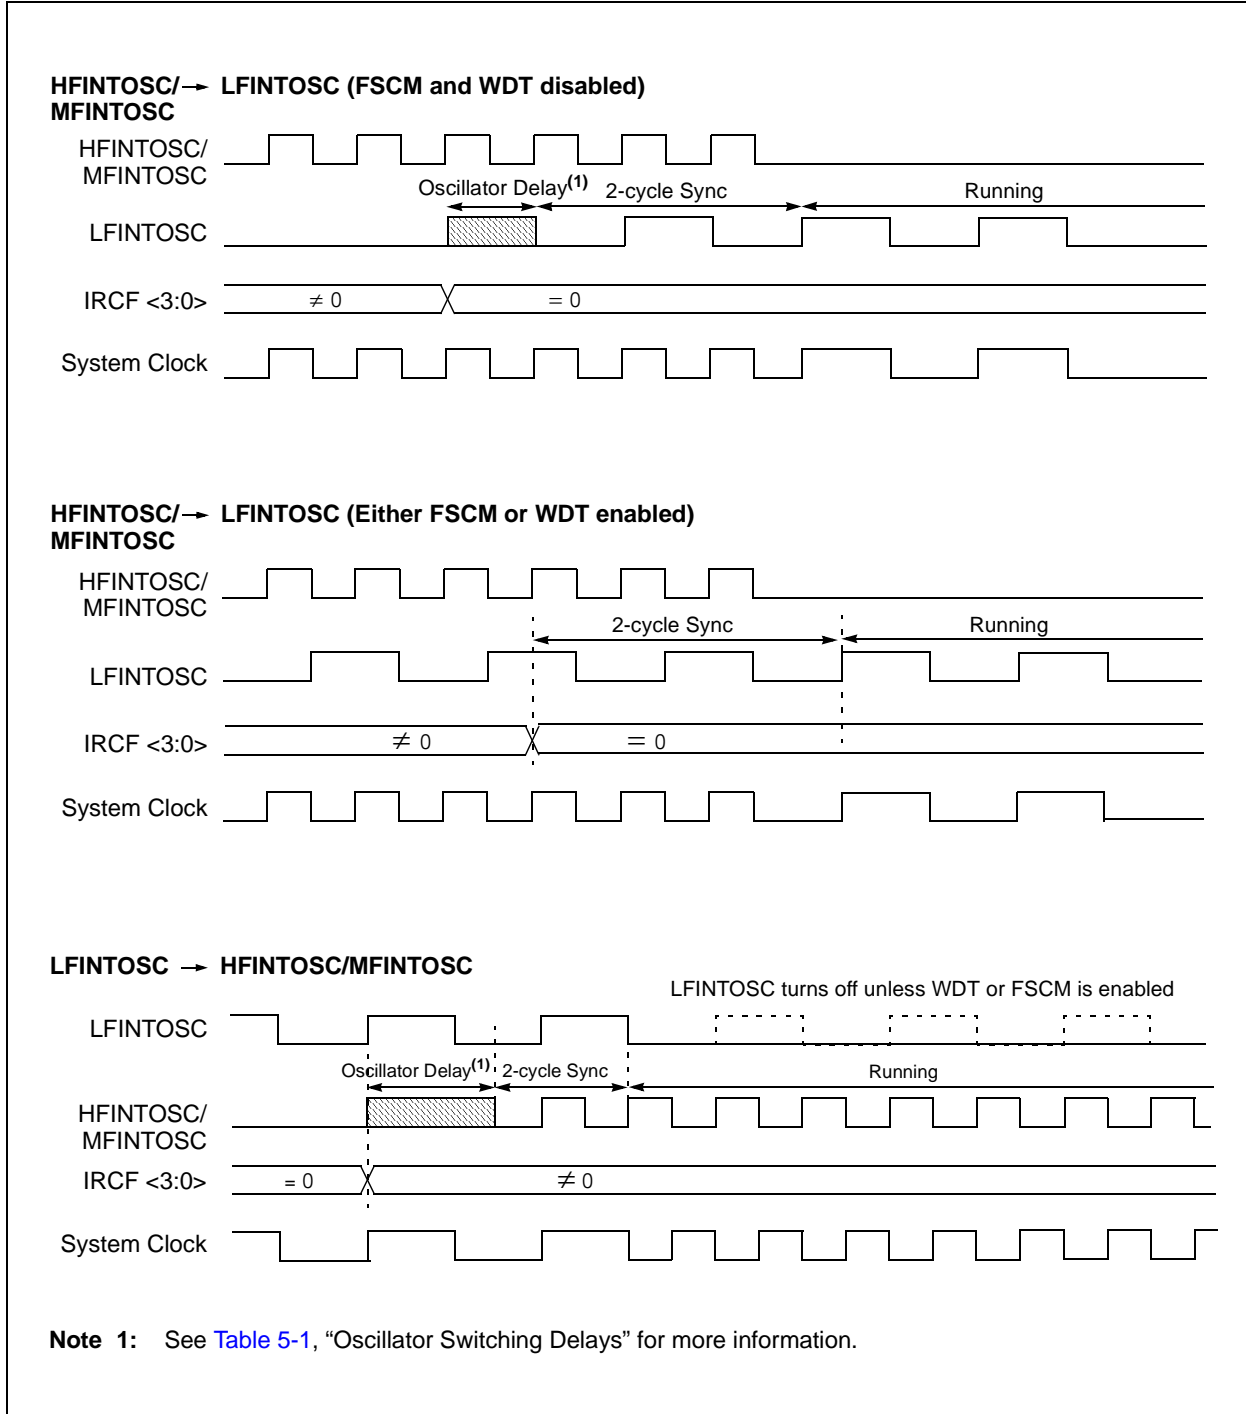 HFINTOSC/→ LFINTOSC (FSCM and WDT disabled)
MFINTOSC
HFINTOSC/
MFINTOSC
Oscillator Delay(1) 2-cycle Sync Running
LFINTOSC
IRCF <3:0> ≠ 0 = 0
System Clock
HFINTOSC/→ LFINTOSC (Either FSCM or WDT enabled)
MFINTOSC
HFINTOSC/
MFINTOSC
2-cycle Sync Running
LFINTOSC
IRCF <3:0> ≠ 0 = 0
System Clock
LFINTOSC → HFINTOSC/MFINTOSC
LFINTOSC turns off unless WDT or FSCM is enabled
LFINTOSC
Oscillator Delay(1) 2-cycle Sync Running
HFINTOSC/
MFINTOSC
IRCF <3:0> = 0 ≠ 0
System Clock
Note 1: See Table 5-1, “Oscillator Switching Delays” for more information.